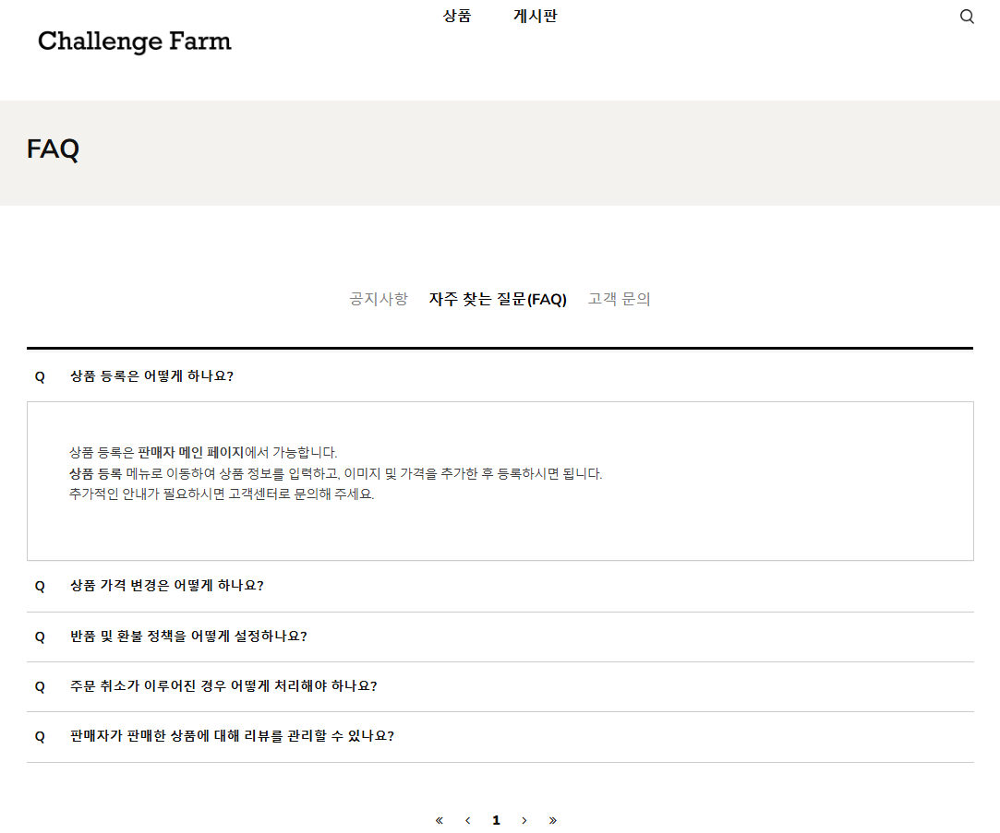 상품 게시판
Challenge Farm
FAQ
공지사항 자주 찾는 질문(FAQ) 고객 문의
Q 상품 등록은 어떻게 하나요?
상품 등록은 판매자 메인 페이지에서 가능합니다.
상품 등록 메뉴로 이동하여 상품 정보를 입력하고, 이미지 및 가격을 추가한 후 등록하시면 됩니다.
추가적인 안내가 필요하시면 고객센터로 문의해 주세요.
Q 상품 가격 변경은 어떻게 하나요?
Q 반품 및 환불 정책을 어떻게 설정하나요?
Q 주문 취소가 이루어진 경우 어떻게 처리해야 하나요?
Q 판매자가 판매한 상품에 대해 리뷰를 관리할 수 있나요?
« ‹ 1 › »